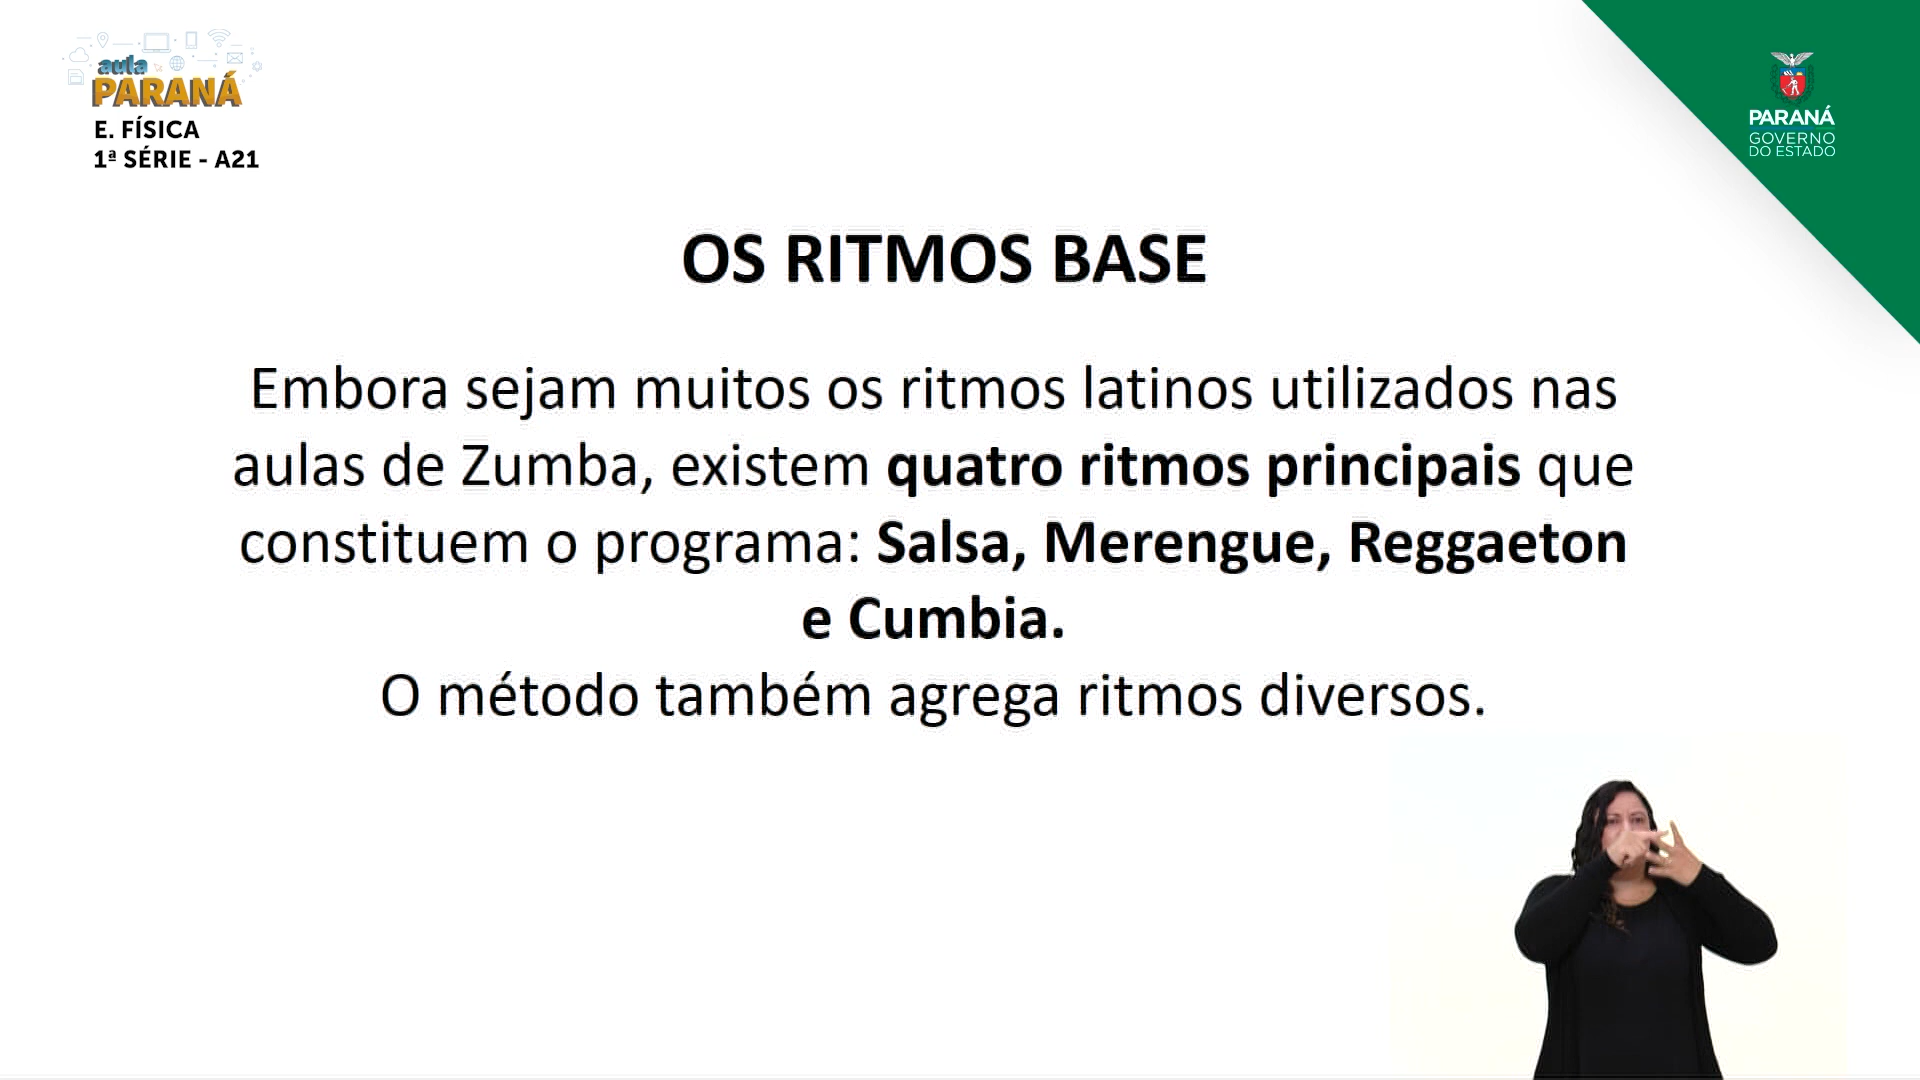 aula
PARANÁ
E. FÍSICA
1ª SÉRIE - A21
PARANÁ
GOVERNO
DO ESTADO
OS RITMOS BASE
Embora sejam muitos os ritmos latinos utilizados nas
aulas de Zumba, existem quatro ritmos principais que
constituem o programa: Salsa, Merengue, Reggaeton
e Cumbia.
O método também agrega ritmos diversos.